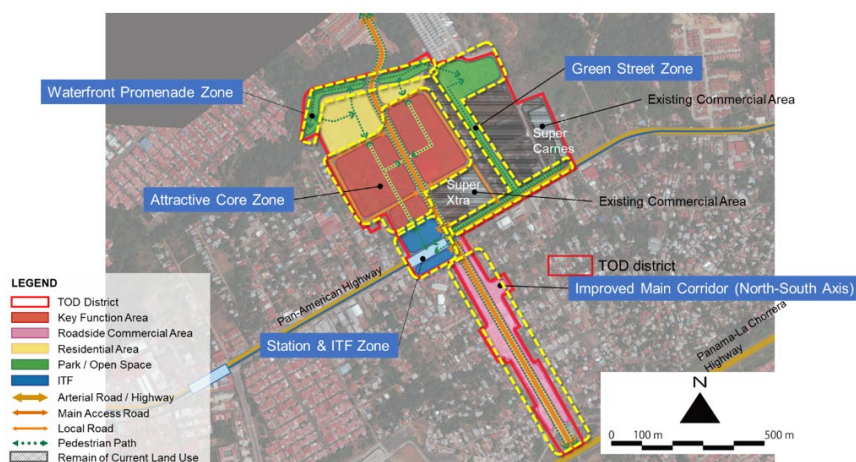 Waterfront Promenade Zone
Green Street Zone
Existing Commercial Area
Super
Carnes
Attractive Core Zone
Super
Xtra
Existing Commercial Area
TOD district
Improved Main Corridor (North-South Axis)
Pan-American Highway
Station & ITF Zone
Panama-La Chorrera
Highway
LEGEND
TOD District
Key Function Area
Roadside Commercial Area
Residential Area
Park / Open Space
ITF
Arterial Road / Highway
Main Access Road
Local Road
Pedestrian Path
Remain of Current Land Use
N
0 100 m 500 m